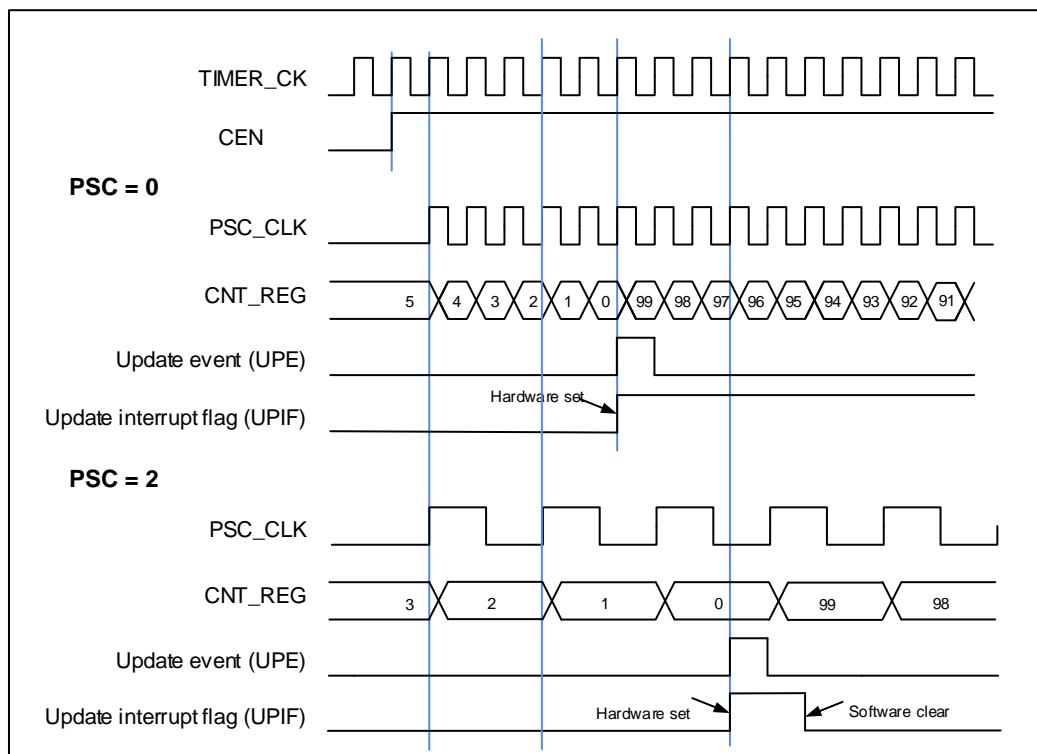 TIMER_CK
CEN
PSC = 0
PSC_CLK
CNT_REG 5 4 3 2 1 0 99 98 97 96 95 94 93 92 91
Update event (UPE)
Hardware set
Update interrupt flag (UPIF)
PSC = 2
PSC_CLK
CNT_REG 3 2 1 0 99 98
Update event (UPE)
Update interrupt flag (UPIF) Hardware set Software clear